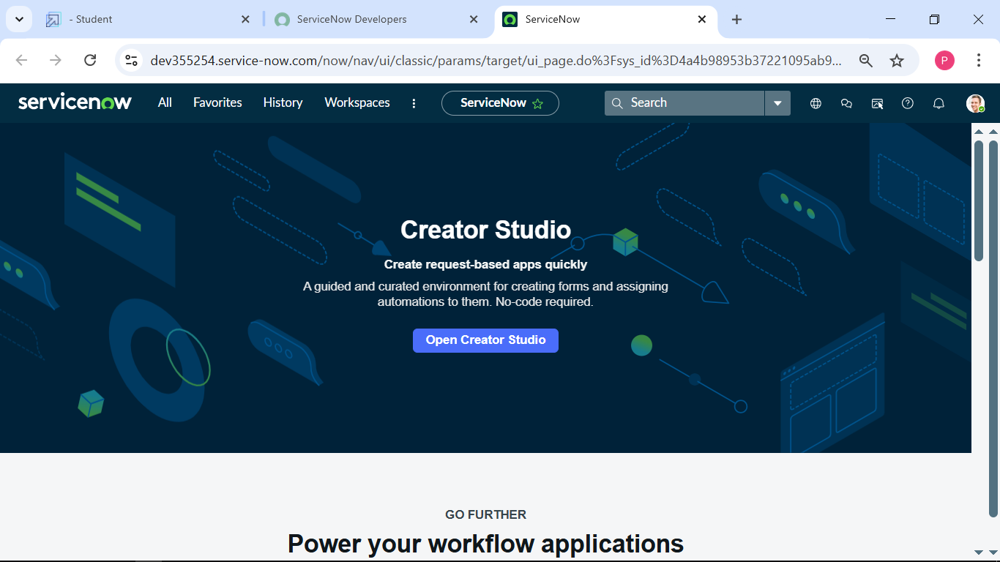 - Student
ServiceNow Developers
ServiceNow
dev355254.service-now.com/now/nav/ui/classic/params/target/ui_page.do%3Fsys_id%3D4a4b98953b37221095ab9...
P
servicenow
All
Favorites
History
Workspaces
ServiceNow
Search
Creator Studio
Create request-based apps quickly
A guided and curated environment for creating forms and assigning
automations to them. No-code required.
Open Creator Studio
GO FURTHER
Power your workflow applications